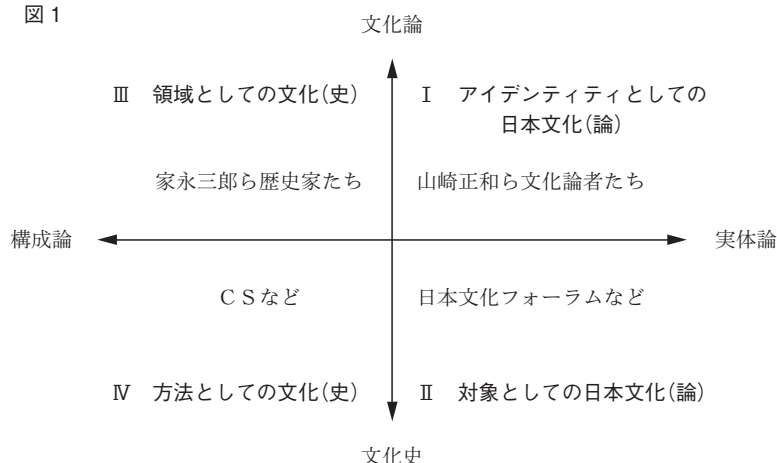 図 1
文化論
Ⅲ 領域としての文化(史)
Ⅰ アイデンティティとしての
日本文化(論)
家永三郎ら歴史家たち
山崎正和ら文化論者たち
構成論
実体論
CSなど
日本文化フォーラムなど
Ⅳ 方法としての文化(史)
Ⅱ 対象としての日本文化(論)
文化史